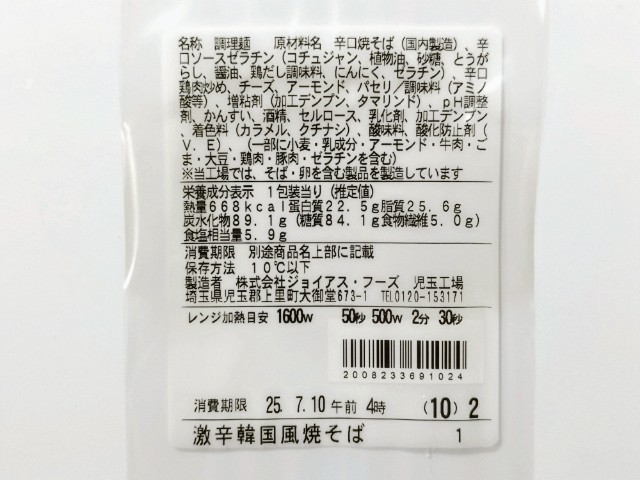 名称 調理麺 原材料名 辛口焼そば(国内製造)、辛
口ソースゼラチン(コチュジャン、植物油、砂糖、とうが
らし、醤油、鶏だし調味料、にんにく、ゼラチン)、辛口
鶏肉炒め、チーズ、アーモンド、パセリ/調味料(アミノ
酸等)、増粘剤(加工デンプン、タマリンド)、pH調整
剤、かんすい、酒精、セルロース、乳化剤、加工デンプン
、着色料(カラメル、クチナシ)、酸味料、酸化防止剤(
V.E)、(一部に小麦・乳成分・アーモンド・牛肉・ご
ま・大豆・鶏肉・豚肉・ゼラチンを含む)
※当工場では、そば・卵を含む製品を製造しています
栄養成分表示 1包装当り(推定値)
熱量668kcal蛋白質22.5g脂質25.6g
炭水化物89.1g(糖質84.1g食物繊維5.0g)
食塩相当量5.9g
消費期限 別途商品名上部に記載
保存方法 10℃以下
製造者 株式会社ジョイアス・フーズ 児玉工場
埼玉県児玉郡上里町大御堂673-1 TEL0120-153171
レンジ加熱目安 1600W 50秒 500W 2分 30秒
2008233691024
消費期限 25. 7.10 午前 4時 (10) 2
激辛韓国風焼そば 1